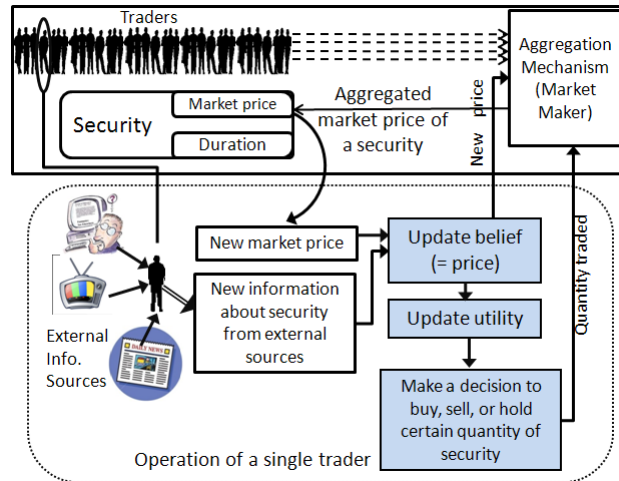 Traders
Aggregation
Mechanism
(Market
Maker)
Security
Market price
Duration
Aggregated
market price of
a security
New price
Quantity traded
New market price
Update belief
(= price)
New information
about security
from external
sources
Update utility
External
Info.
Sources
DAILY NEWS
Make a decision to
buy, sell, or hold
certain quantity of
security
Operation of a single trader